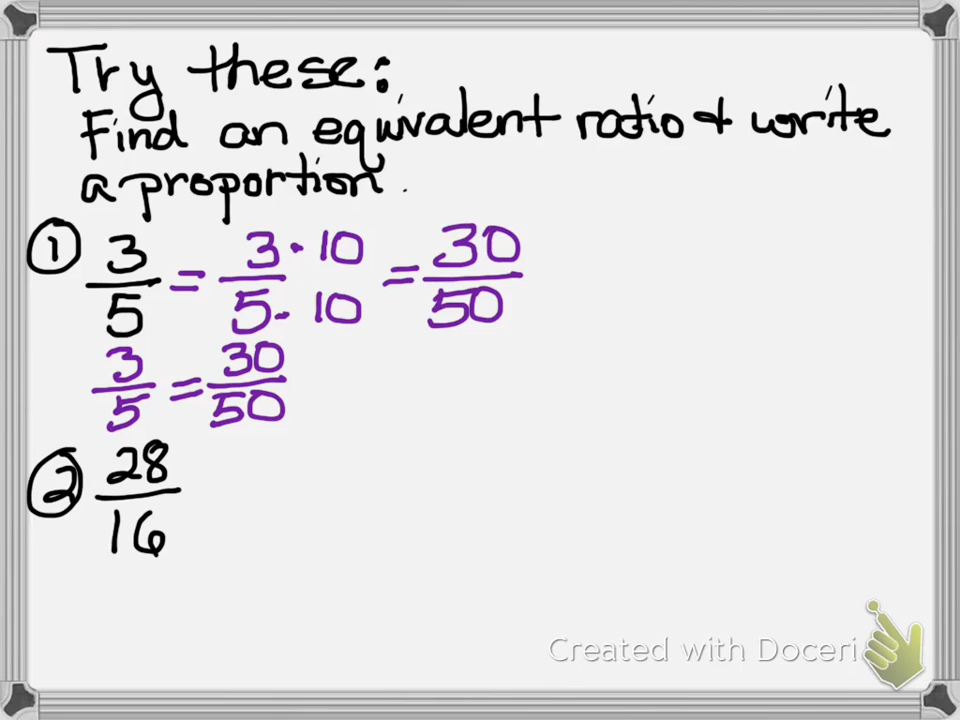 Try these:
Find an equivalent ratio & write
a proportion.
① 3/5 = 3·10/5·10 = 30/50
3/5 = 30/50
② 28/16
Created with Doceri